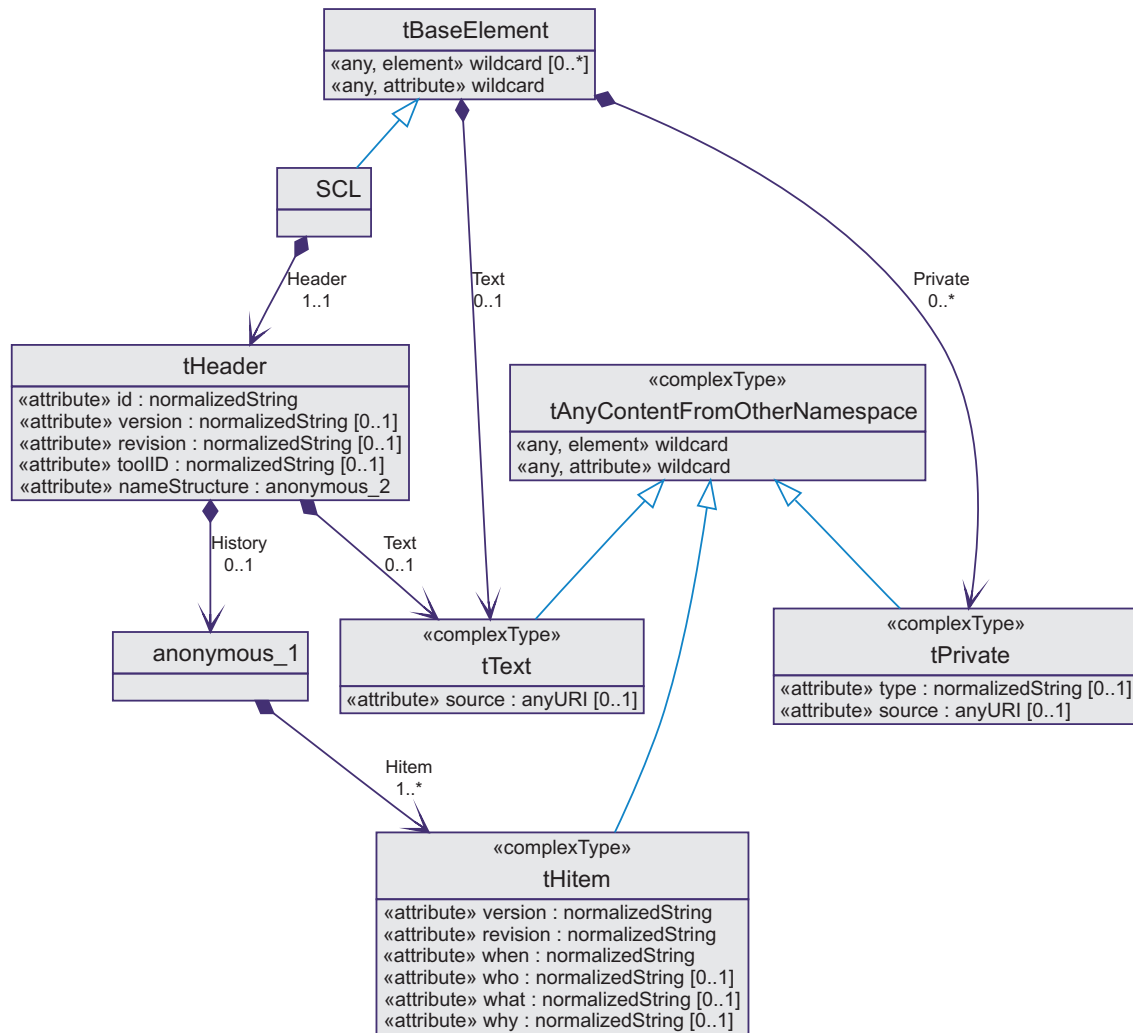 tBaseElement
«any, element» wildcard [0..*]
«any, attribute» wildcard
SCL
Header
1..1
Text
0..1
Private
0..*
tHeader
«attribute» id : normalizedString
«attribute» version : normalizedString [0..1]
«attribute» revision : normalizedString [0..1]
«attribute» toolID : normalizedString [0..1]
«attribute» nameStructure : anonymous_2
«complexType»
tAnyContentFromOtherNamespace
«any, element» wildcard
«any, attribute» wildcard
History
0..1
Text
0..1
anonymous_1
«complexType»
tText
«attribute» source : anyURI [0..1]
«complexType»
tPrivate
«attribute» type : normalizedString [0..1]
«attribute» source : anyURI [0..1]
Hitem
1..*
«complexType»
tHitem
«attribute» version : normalizedString
«attribute» revision : normalizedString
«attribute» when : normalizedString
«attribute» who : normalizedString [0..1]
«attribute» what : normalizedString [0..1]
«attribute» why : normalizedString [0..1]